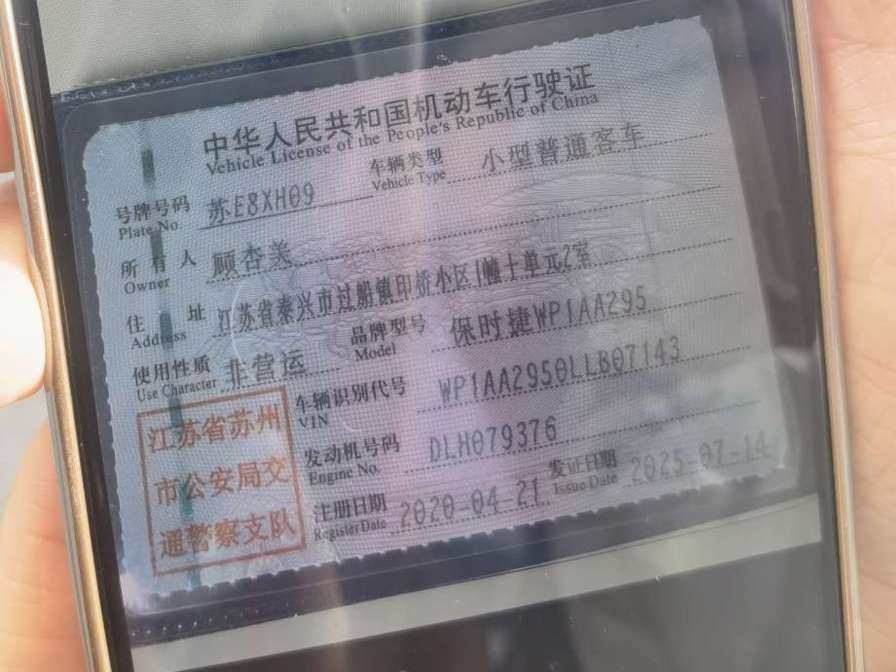 中华人民共和国机动车行驶证
Vehicle License of the People's Republic of China
号牌号码 苏E8XH09 车辆类型 小型普通客车
Plate No. Vehicle Type
所有人 顾杏美
Owner
住址 江苏省泰兴市过船镇印桥小区1幢十单元2室
Address
使用性质 非营运 品牌型号 保时捷WP1AA295
Use Character Model
车辆识别代号 WP1AA2950LLB07143
VIN
发动机号码 DLH079376
Engine No.
注册日期 2020-04-21 发证日期 2025-07-14
Register Date Issue Date
江苏省苏州
市公安局交
通警察支队